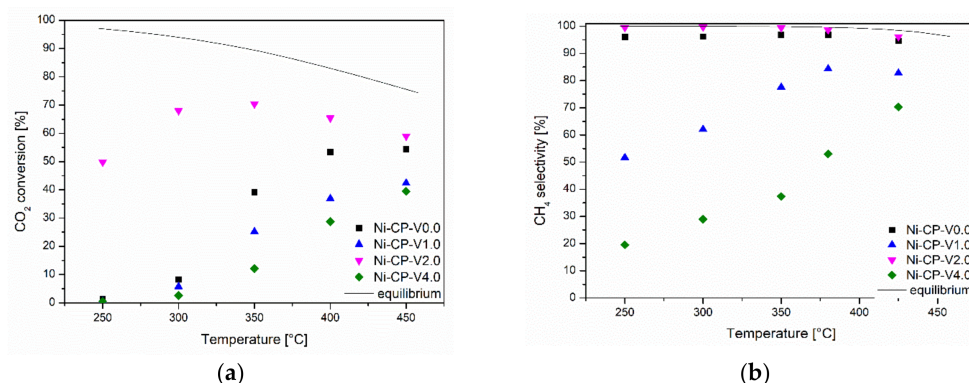 100
90
80
70
60
50
40
30
20
10
0
CO2 conversion [%]
250 300 350 400 450
Temperature [°C]
Ni-CP-V0.0
Ni-CP-V1.0
Ni-CP-V2.0
Ni-CP-V4.0
equilibrium
(a)
100
90
80
70
60
50
40
30
20
10
0
CH4 selectivity [%]
250 300 350 400 450
Temperature [°C]
Ni-CP-V0.0
Ni-CP-V1.0
Ni-CP-V2.0
Ni-CP-V4.0
equilibrium
(b)